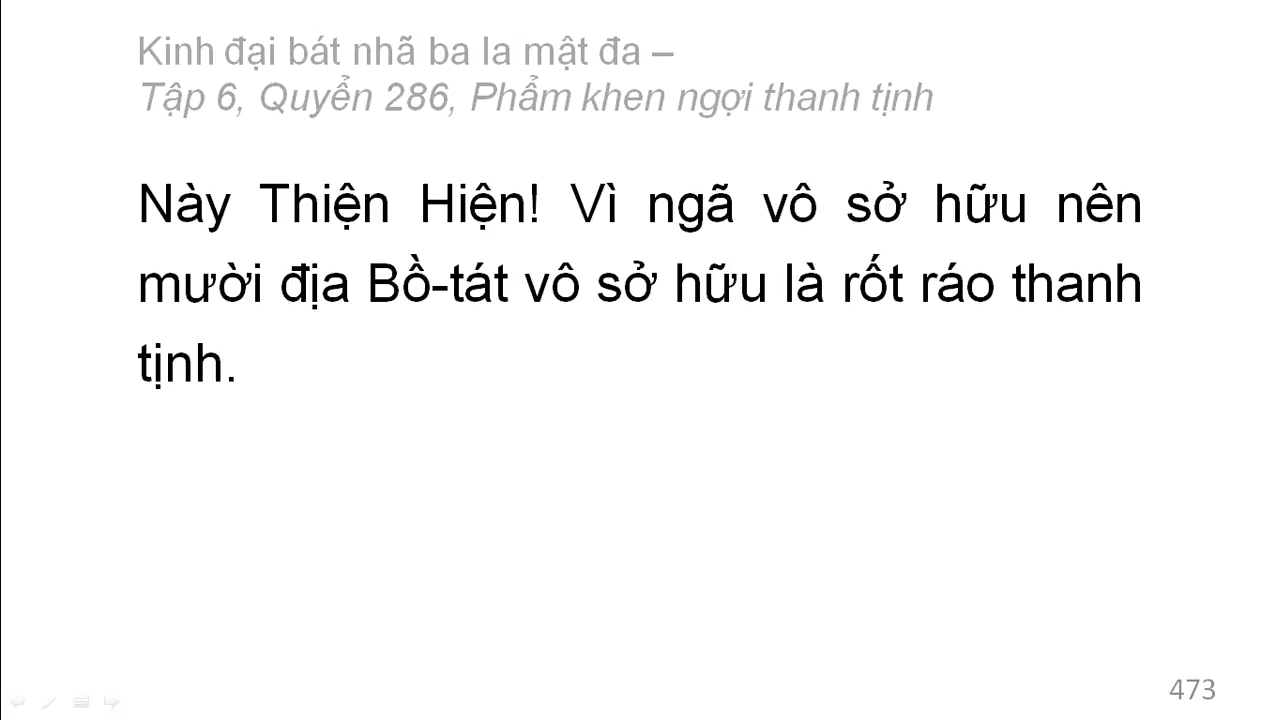 Kinh đại bát nhã ba la mật đa –
Tập 6, Quyển 286, Phẩm khen ngợi thanh tịnh
Này Thiện Hiện! Vì ngã vô sở hữu nên
mười địa Bồ-tát vô sở hữu là rốt ráo thanh
tịnh.
473